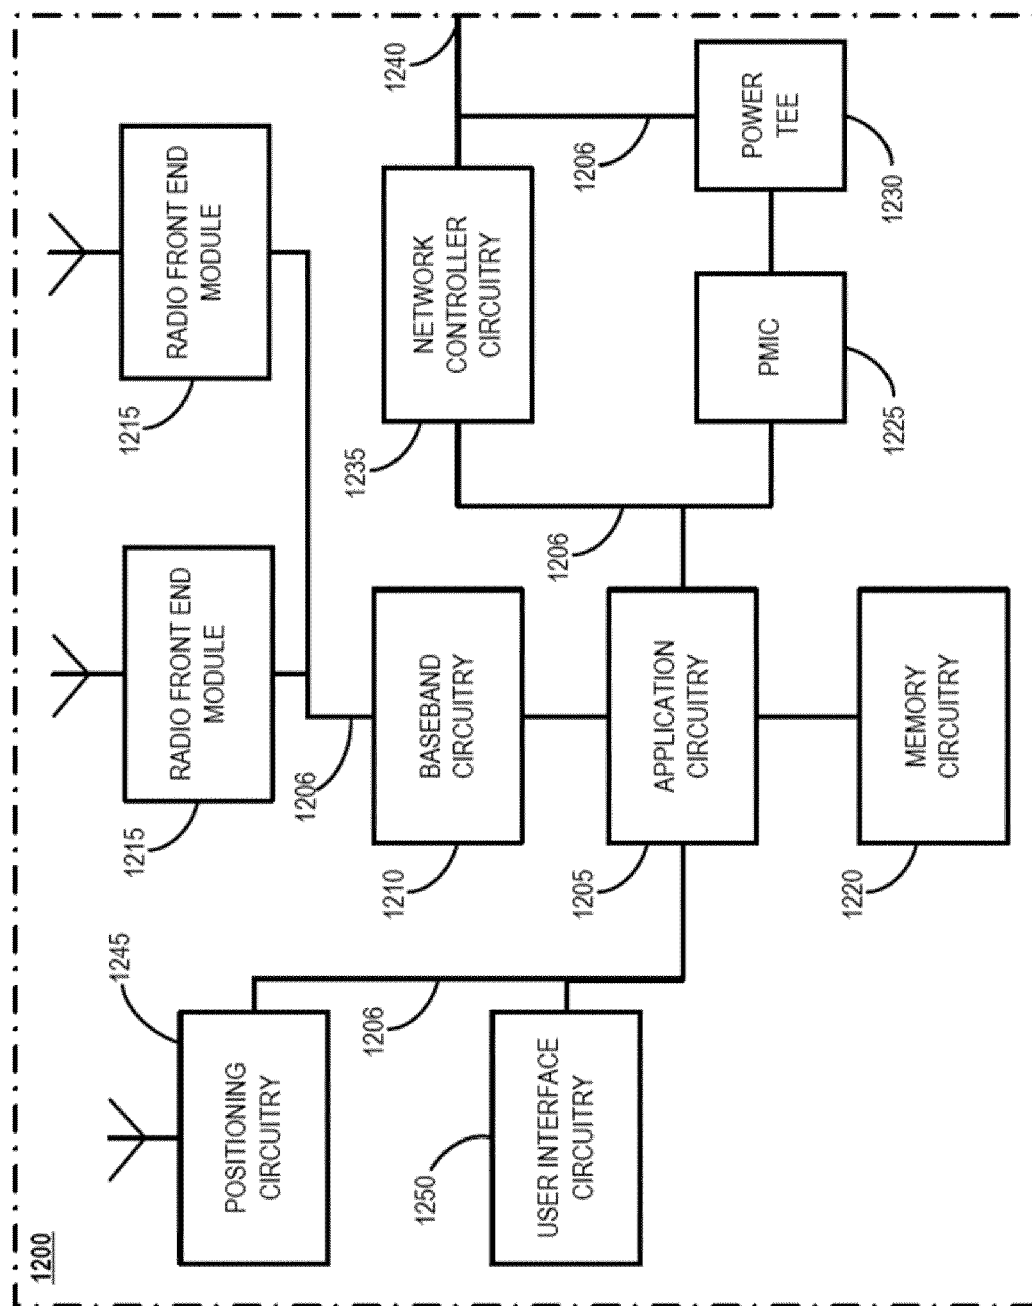 1200
1245
POSITIONING
CIRCUITRY
1215
RADIO FRONT END
MODULE
1215
RADIO FRONT END
MODULE
1206
1206
1210
BASEBAND
CIRCUITRY
1235
NETWORK
CONTROLLER
CIRCUITRY
1240
1250
USER INTERFACE
CIRCUITRY
1205
APPLICATION
CIRCUITRY
1206
1206
PMIC
1225
POWER
TEE
1230
1220
MEMORY
CIRCUITRY